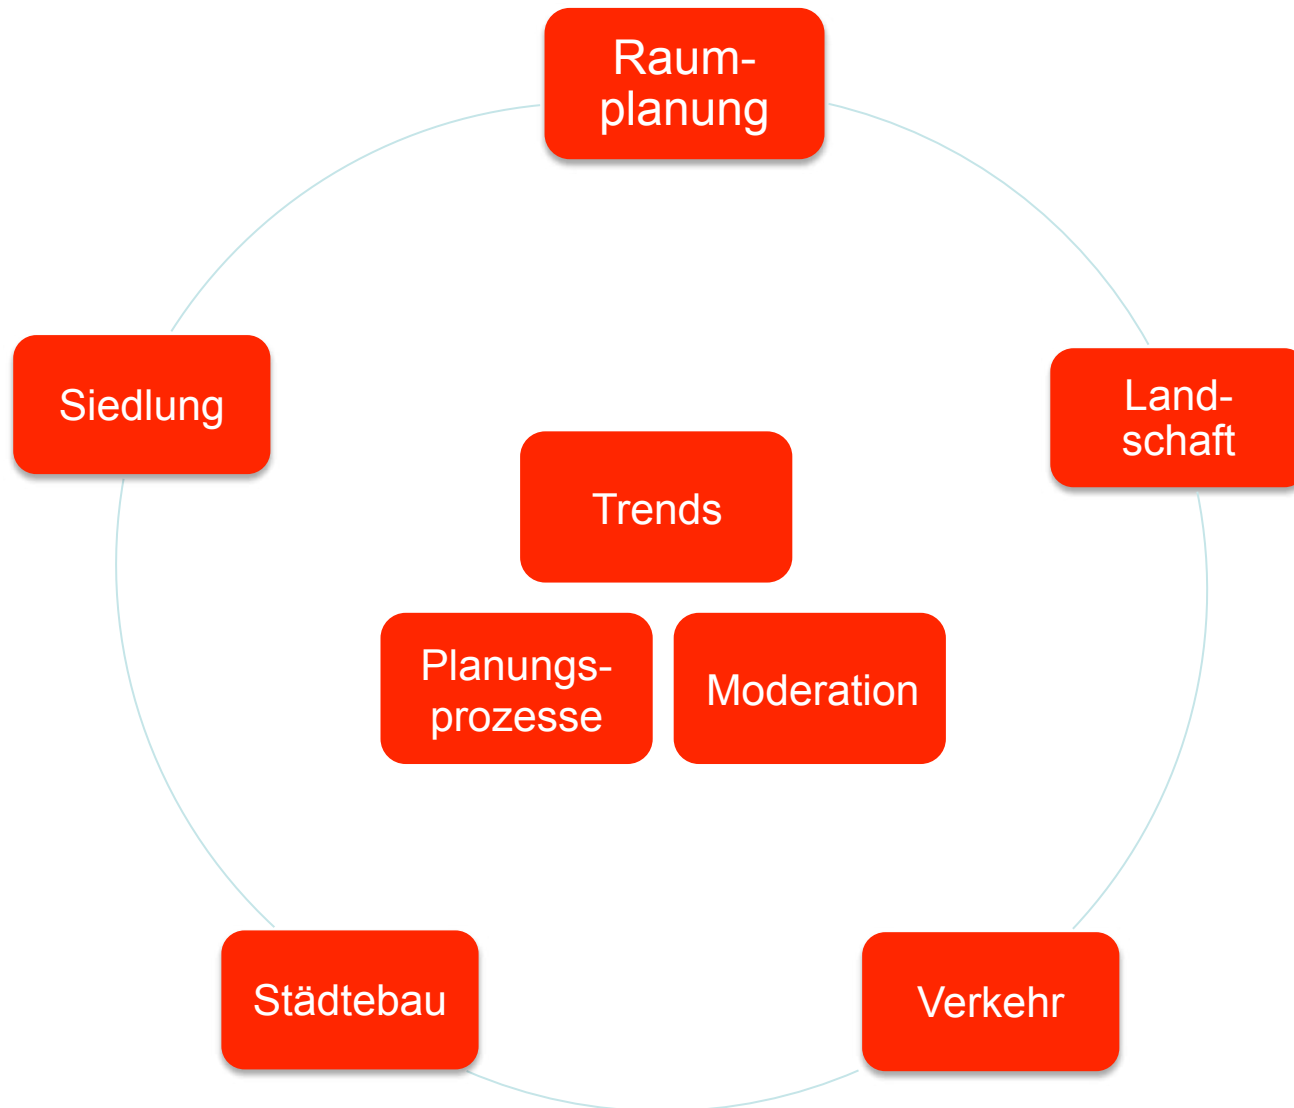 Raum-
planung
Siedlung
Land-
schaft
Trends
Planungs-
prozesse
Moderation
Städtebau
Verkehr